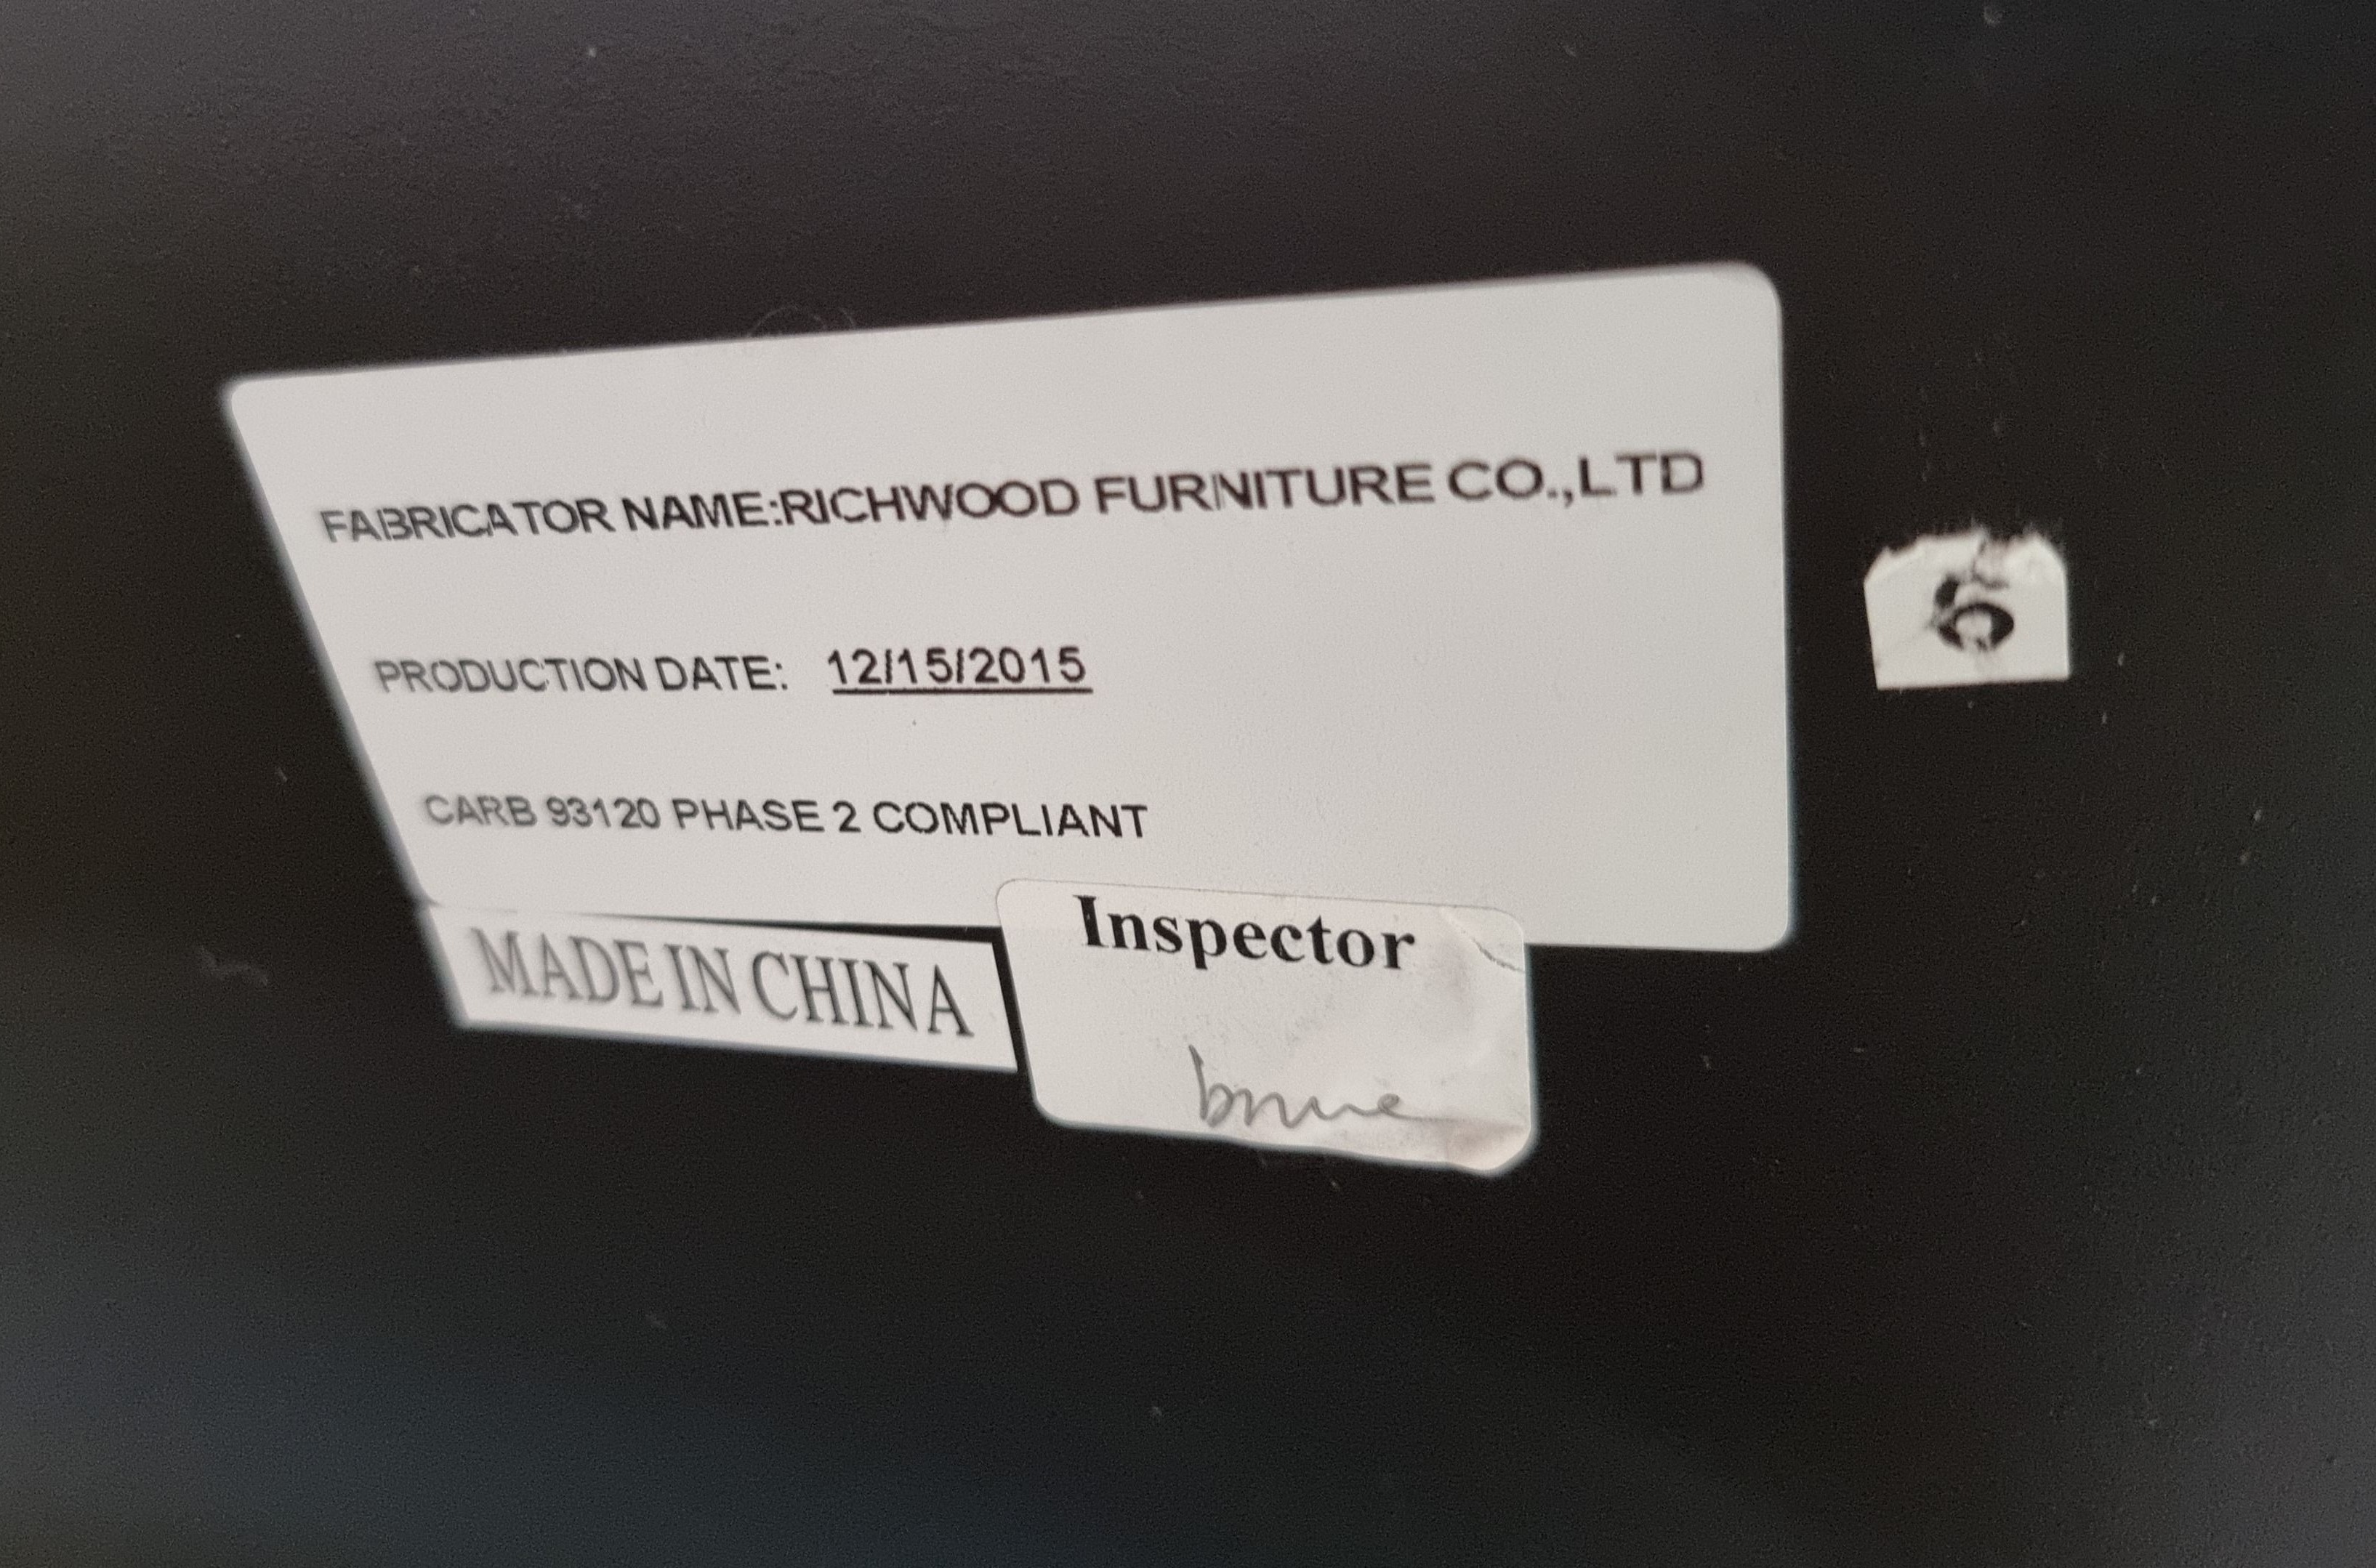 FABRICATOR NAME:RICHWOOD FURNITURE CO.,LTD
PRODUCTION DATE: 12/15/2015
CARB 93120 PHASE 2 COMPLIANT
MADE IN CHINA
Inspector
6